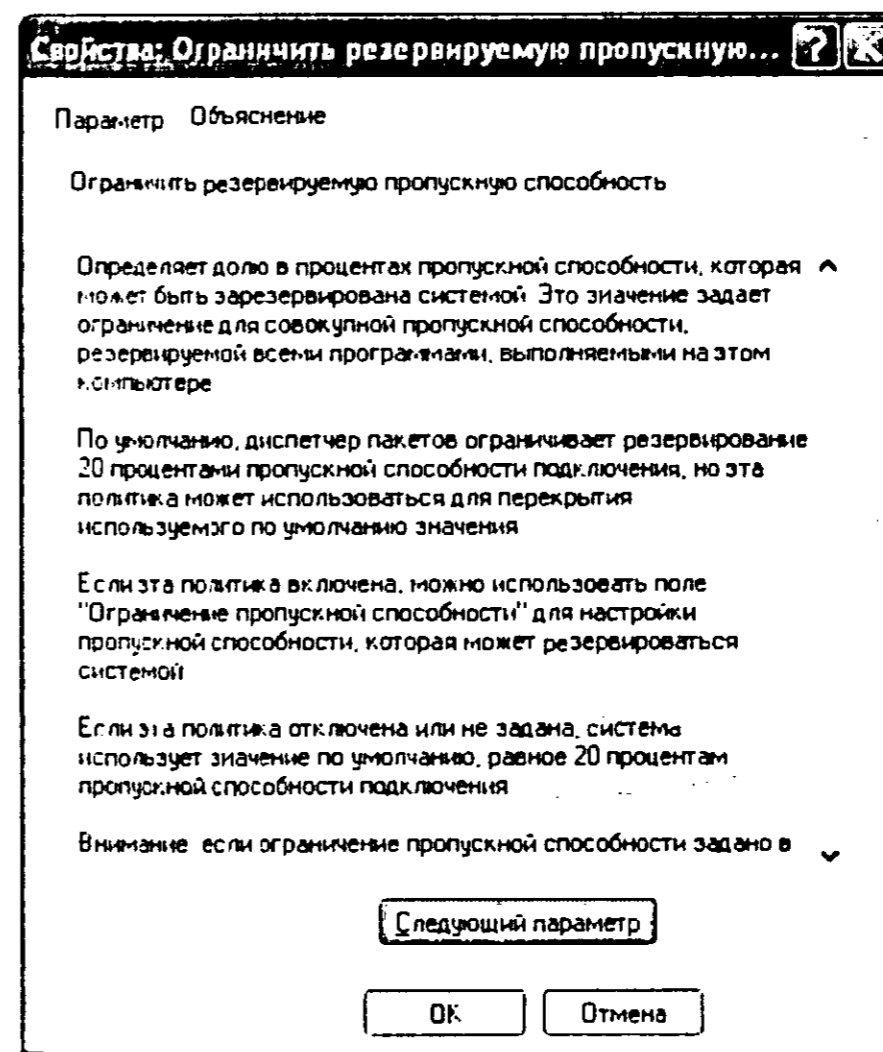 Свойства: Ограничить резервируемую пропускную...
Параметр Объяснение
Ограничить резервируемую пропускную способность
Определяет долю в процентах пропускной способности, которая
может быть зарезервирована системой. Это значение задает
ограничение для совокупной пропускной способности,
резервируемой всеми программами, выполняемыми на этом
компьютере
По умолчанию, диспетчер пакетов ограничивает резервирование
20 процентами пропускной способности подключения, но эта
политика может использоваться для перекрытия
используемого по умолчанию значения
Если эта политика включена, можно использовать поле
"Ограничение пропускной способности" для настройки
пропускной способности, которая может резервироваться
системой
Если эта политика отключена или не задана, система
использует значение по умолчанию, равное 20 процентам
пропускной способности подключения
Внимание если ограничение пропускной способности задано в
Следующий параметр
OK Отмена